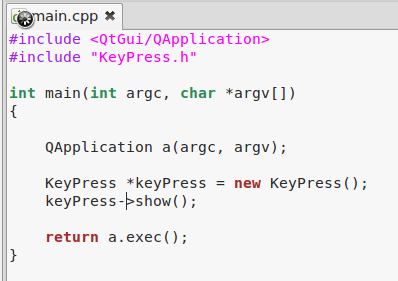 main.cpp
#include <QtGui/QApplication>
#include "KeyPress.h"
int main(int argc, char *argv[])
{
QApplication a(argc, argv);
KeyPress *keyPress = new KeyPress();
keyPress->show();
return a.exec();
}